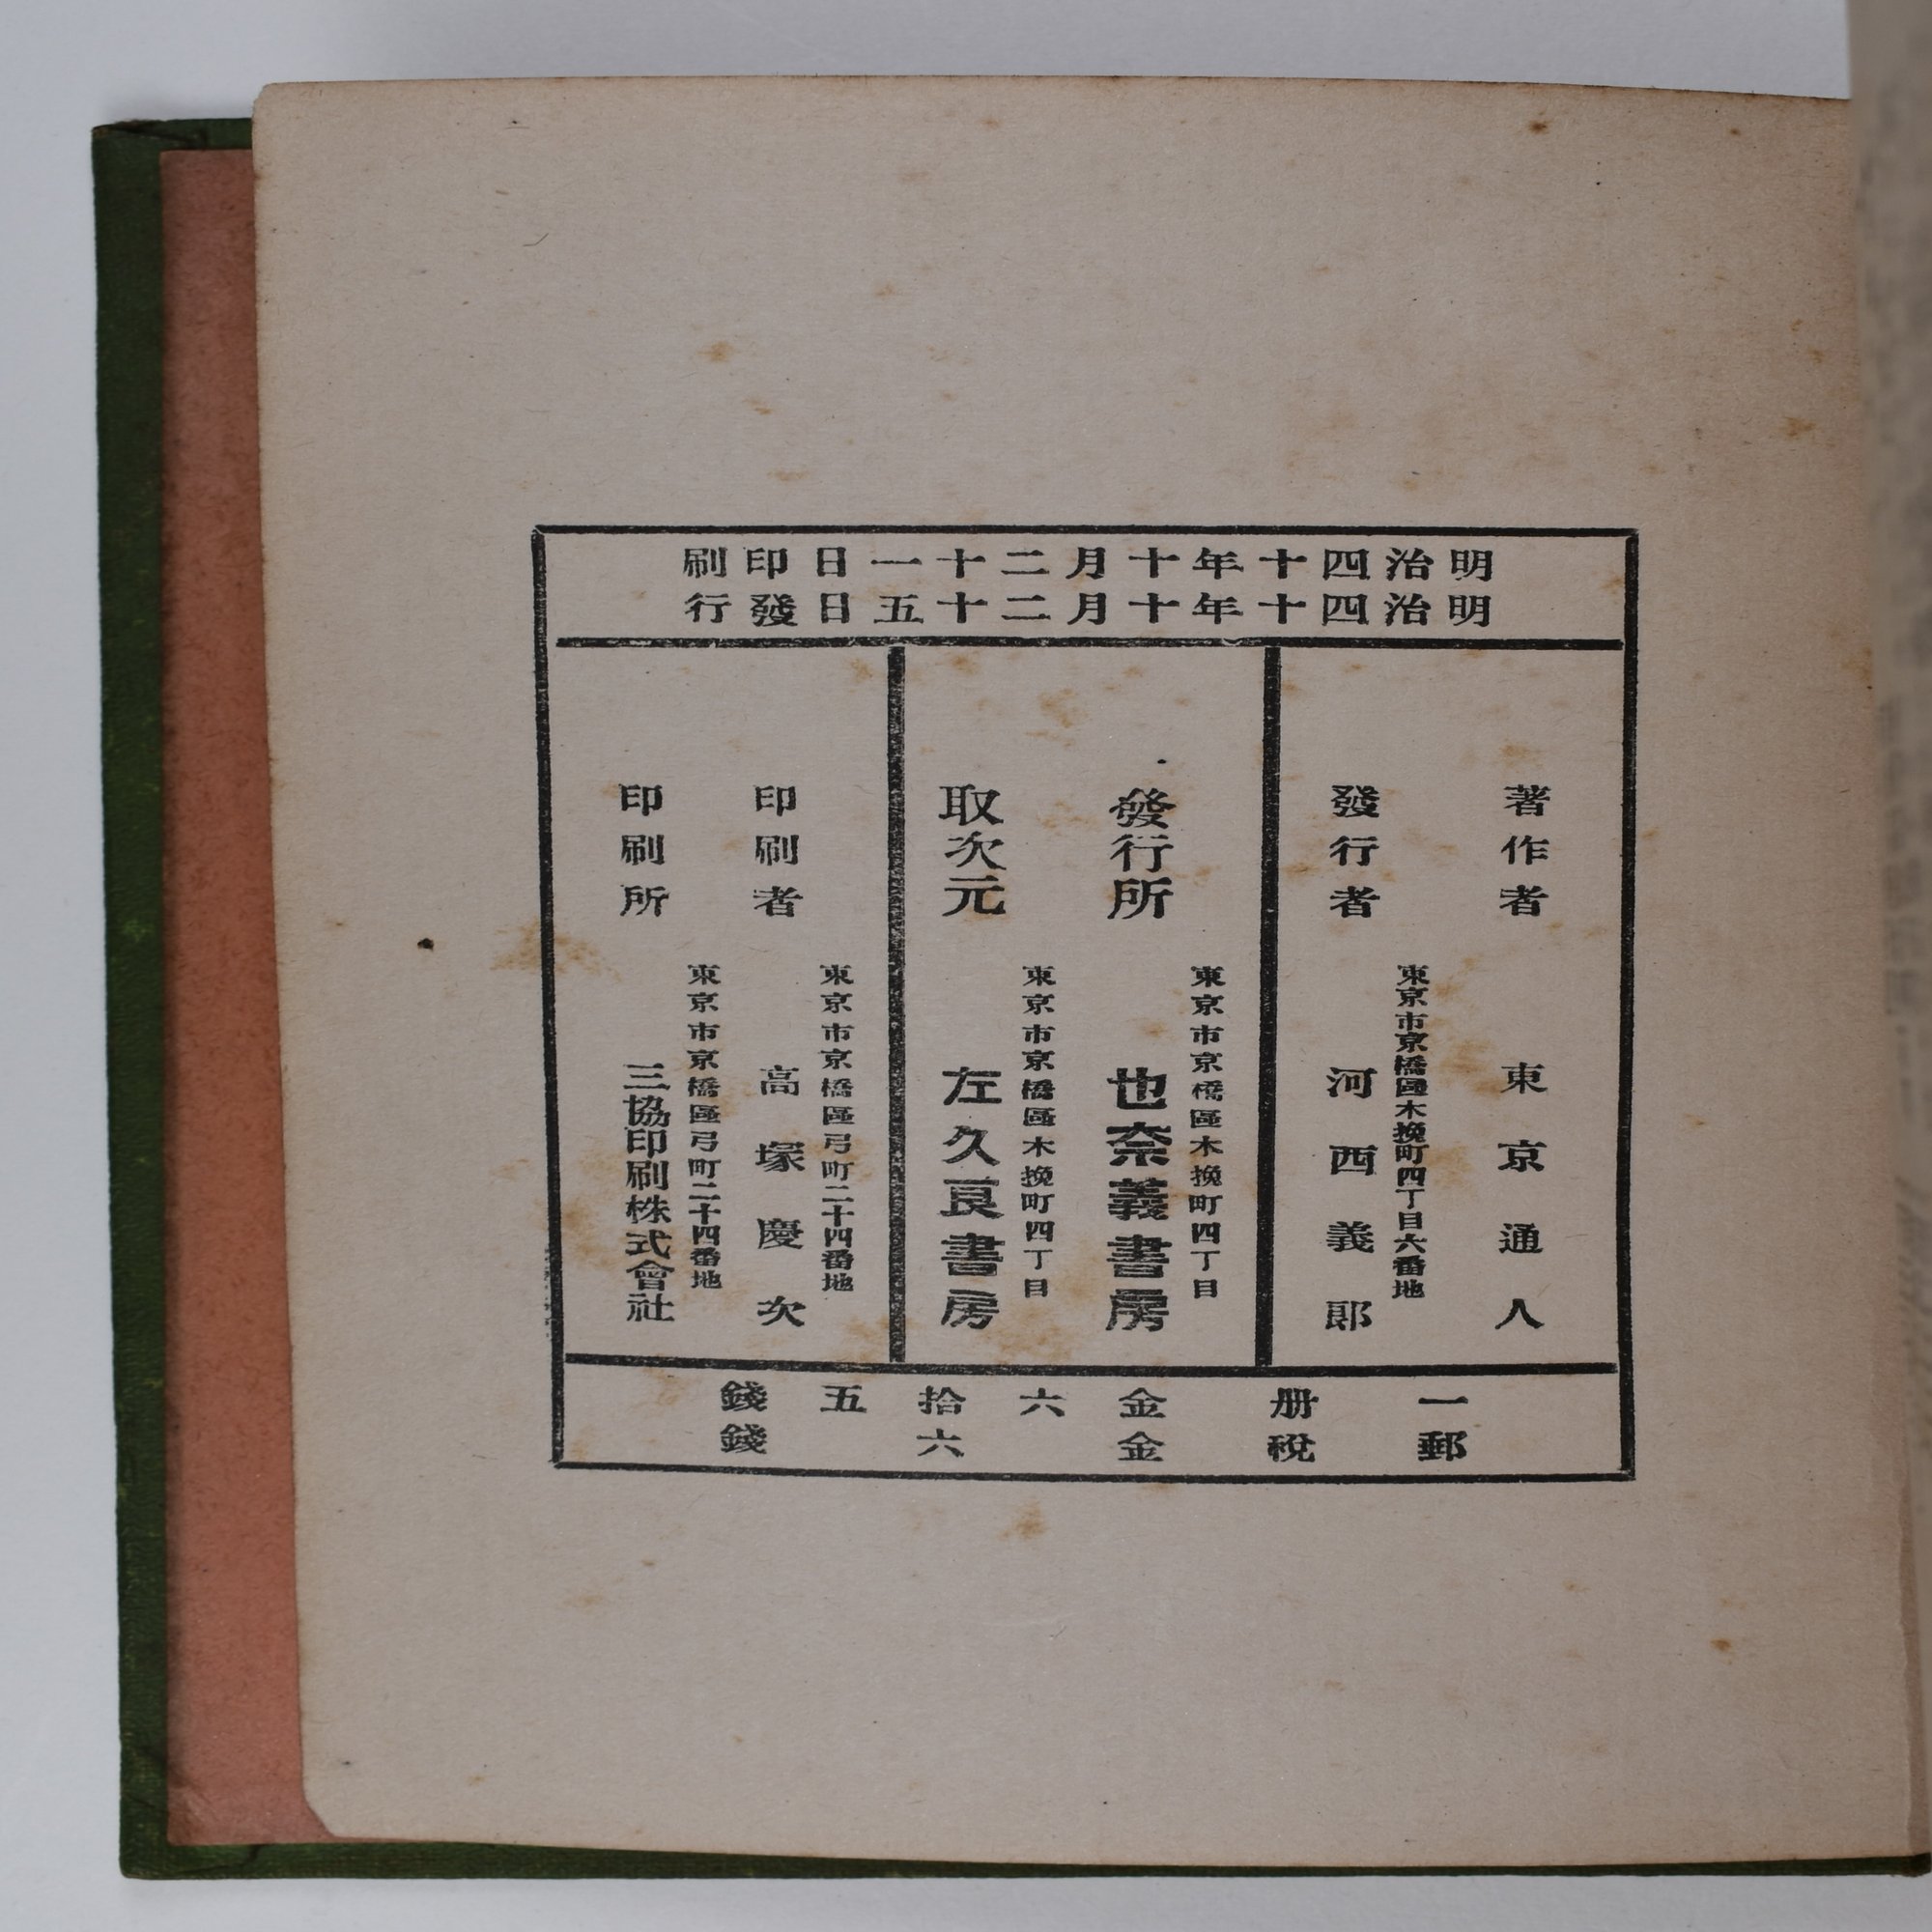 明治四十年十月二十一日印刷
明治四十年十月二十五日發行
著作者 東京通人
東京市京橋區木挽町四丁目六番地
發行者 河西義郎
東京市京橋區木挽町四丁目
發行所 也奈義書房
東京市京橋區木挽町四丁目
取次元 左久良書房
東京市京橋區弓町二十四番地
印刷者 高塚慶次
東京市京橋區弓町二十四番地
印刷所 三協印刷株式會社
一册金六拾五錢
郵稅金六錢